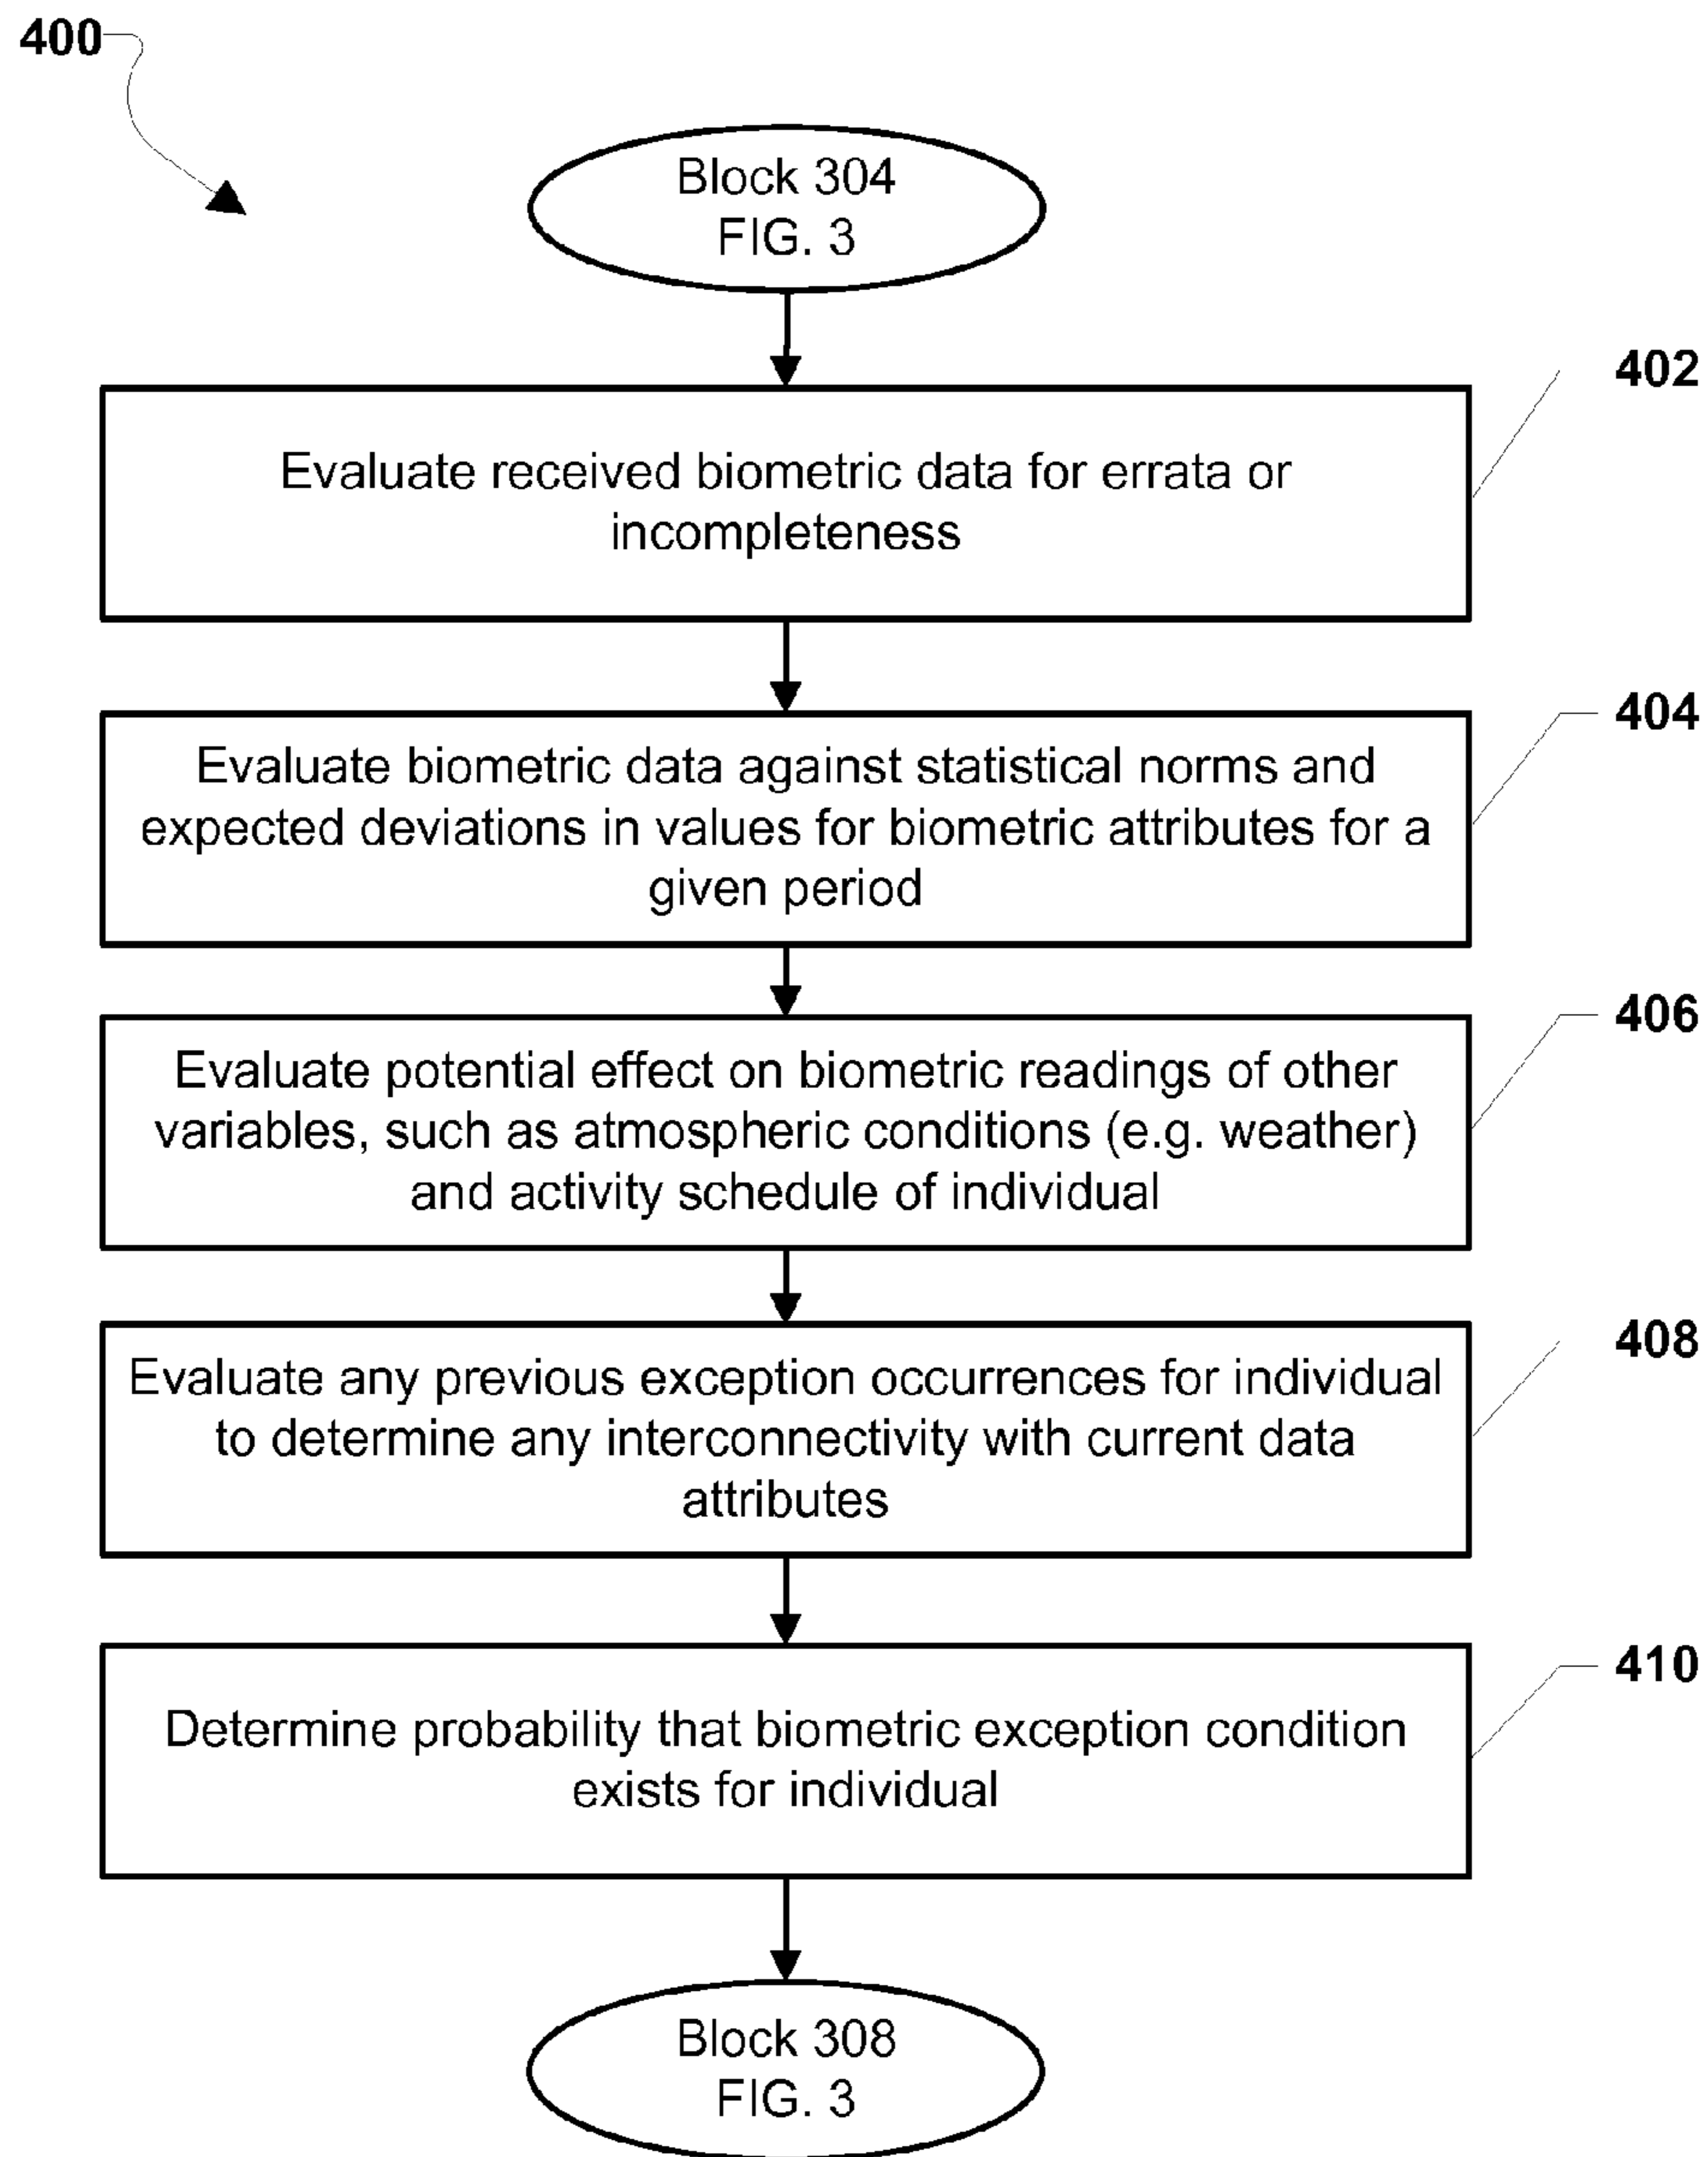 400
Block 304
FIG. 3
402
Evaluate received biometric data for errata or
incompleteness
404
Evaluate biometric data against statistical norms and
expected deviations in values for biometric attributes for a
given period
406
Evaluate potential effect on biometric readings of other
variables, such as atmospheric conditions (e.g. weather)
and activity schedule of individual
408
Evaluate any previous exception occurrences for individual
to determine any interconnectivity with current data
attributes
410
Determine probability that biometric exception condition
exists for individual
Block 308
FIG. 3